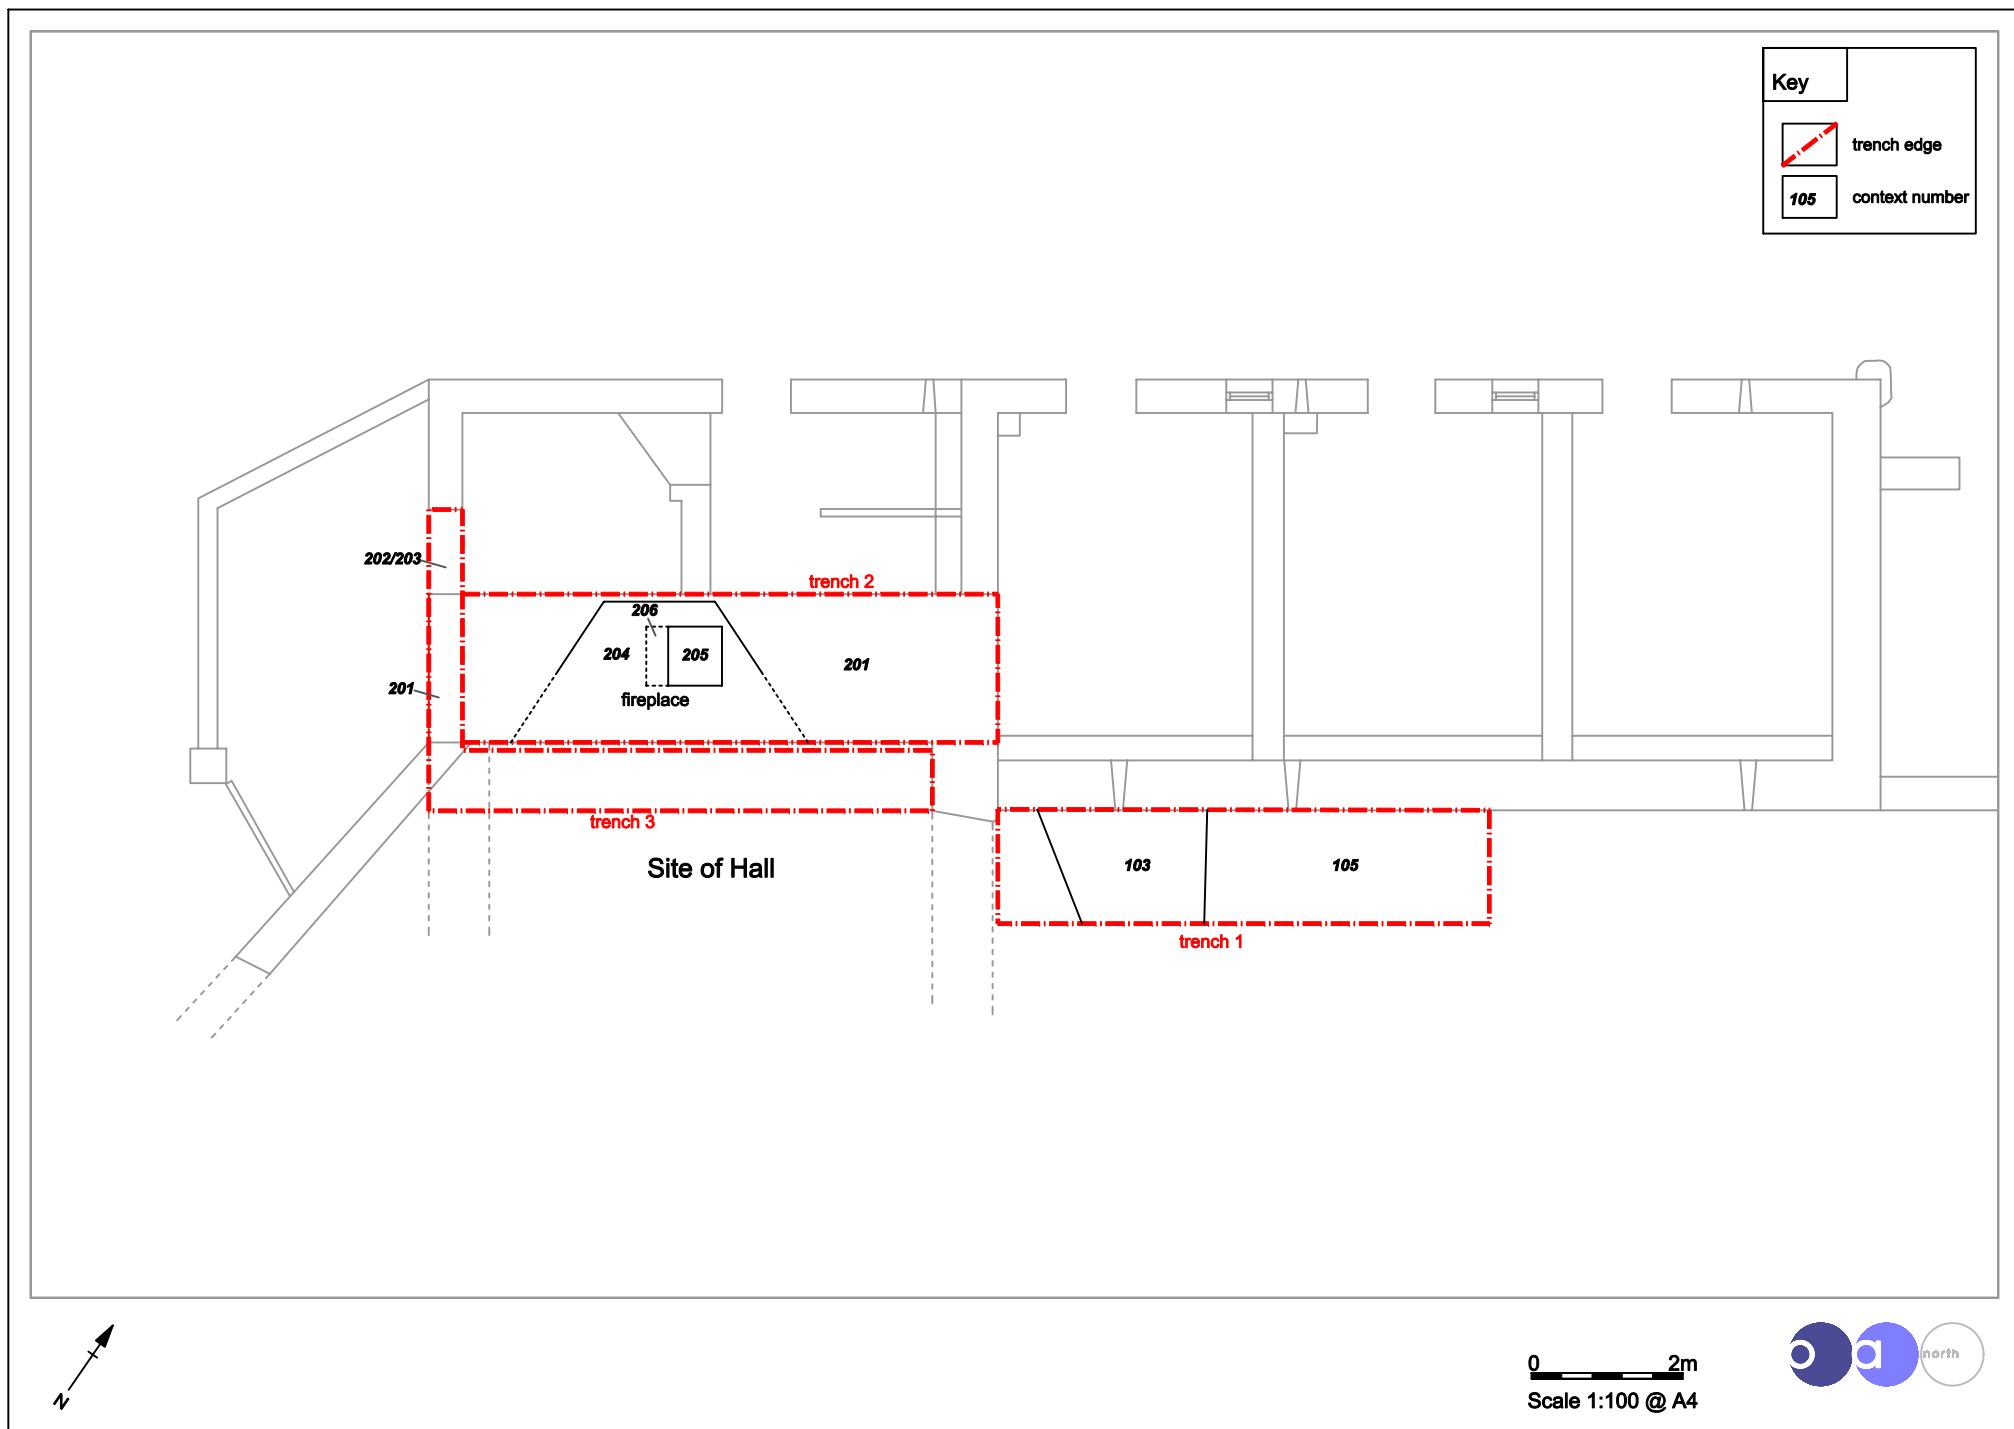 Key
trench edge
105
context number
202/203
trench 2
206
204
205
201
201
fireplace
trench 3
Site of Hall
103
105
trench 1
N
0
2m
Scale 1:100 @ A4
oa
north